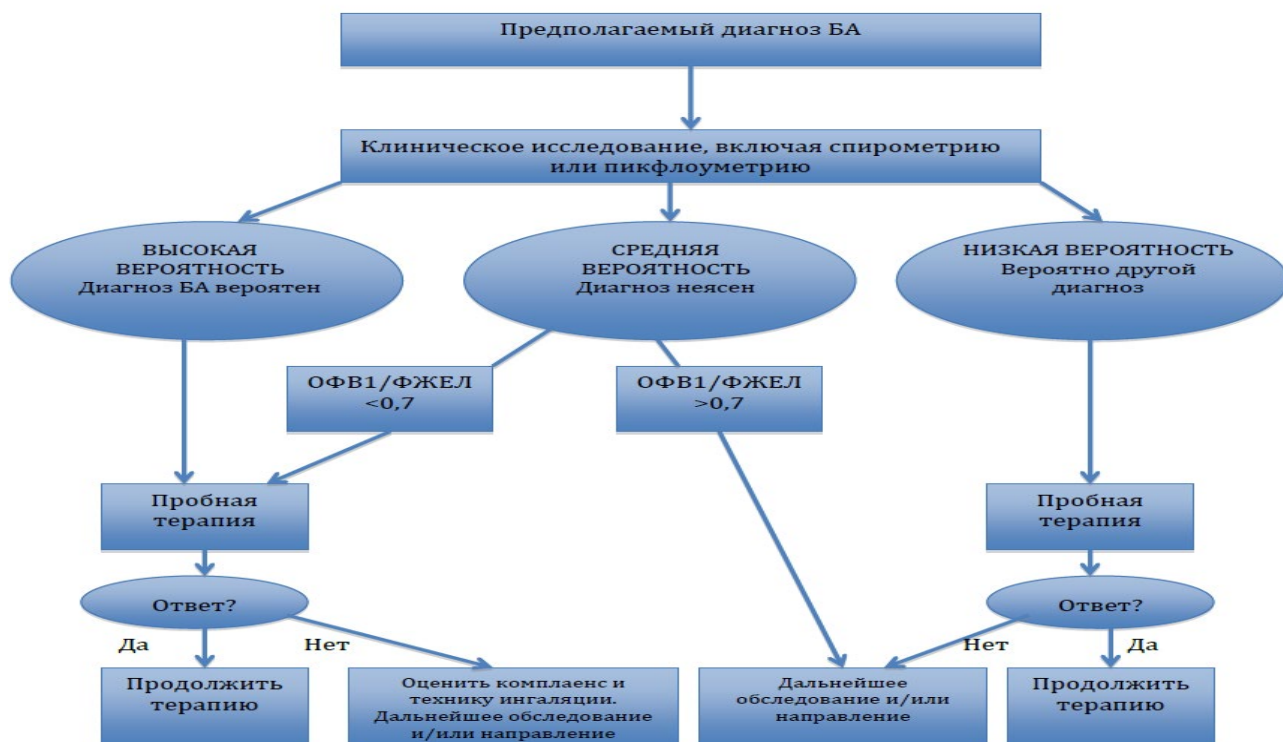 Предполагаемый диагноз БА
Клиническое исследование, включая спирометрию
или пикфлоуметрию
ВЫСОКАЯ
ВЕРОЯТНОСТЬ
Диагноз БА вероятен
СРЕДНЯЯ
ВЕРОЯТНОСТЬ
Диагноз неясен
НИЗКАЯ ВЕРОЯТНОСТЬ
Вероятно другой
диагноз
ОФВ1/ФЖЕЛ
<0,7
ОФВ1/ФЖЕЛ
>0,7
Пробная
терапия
Пробная
терапия
Ответ?
Ответ?
Да
Нет
Нет
Да
Продолжить
терапию
Оценить комплаенс и
технику ингаляции.
Дальнейшее обследование
и/или направление
Дальнейшее
обследование и/или
направление
Продолжить
терапию